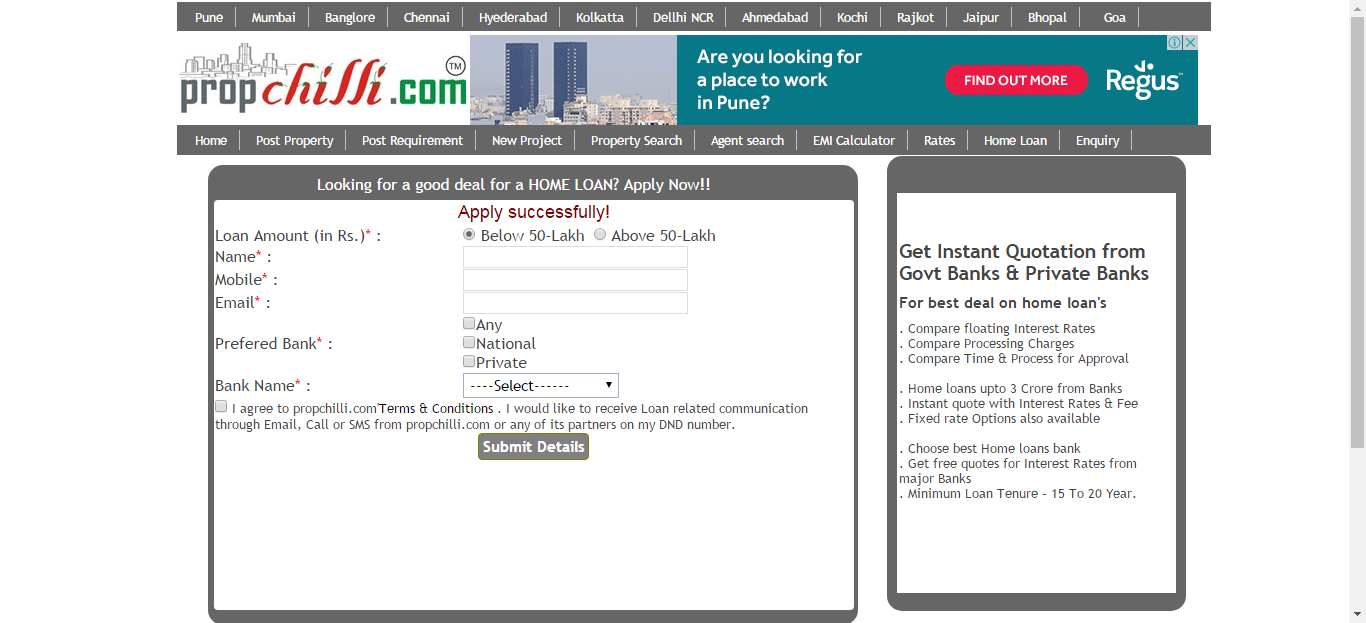 Pune Mumbai Banglore Chennai Hyederabad Kolkatta Dellhi NCR Ahmedabad Kochi Rajkot Jaipur Bhopal Goa
propchilli.com TM
Are you looking for
a place to work
in Pune?
FIND OUT MORE
Regus™
Home Post Property Post Requirement New Project Property Search Agent search EMI Calculator Rates Home Loan Enquiry
Looking for a good deal for a HOME LOAN? Apply Now!!
Apply successfully!
Loan Amount (in Rs.)* : Below 50-Lakh Above 50-Lakh
Name* :
Mobile* :
Email* :
Any
Prefered Bank* : National
Private
Bank Name* : ----Select------
I agree to propchilli.com'Terms & Conditions . I would like to receive Loan related communication
through Email, Call or SMS from propchilli.com or any of its partners on my DND number.
Submit Details
Get Instant Quotation from
Govt Banks & Private Banks
For best deal on home loan's
. Compare floating Interest Rates
. Compare Processing Charges
. Compare Time & Process for Approval
. Home loans upto 3 Crore from Banks
. Instant quote with Interest Rates & Fee
. Fixed rate Options also available
. Choose best Home loans bank
. Get free quotes for Interest Rates from
major Banks
. Minimum Loan Tenure - 15 To 20 Year.